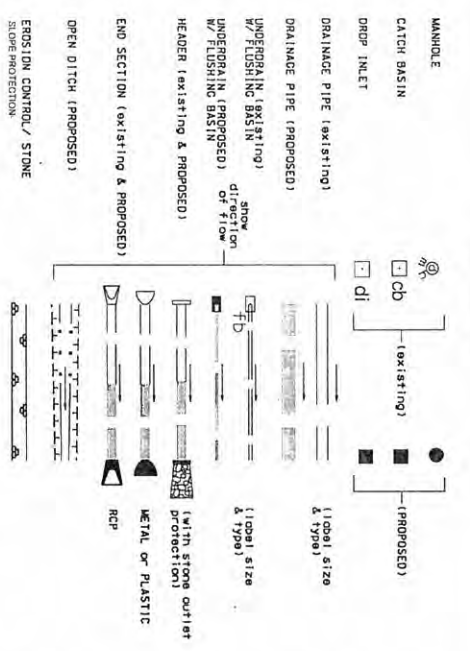 MANHOLE
mh
CATCH BASIN
cb
(existing)
(PROPOSED)
DROP INLET
di
DRAINAGE PIPE (existing)
(label size
& type)
DRAINAGE PIPE (PROPOSED)
UNDERDRAIN (existing)
W/ FLUSHING BASIN
fb
(label size
& type)
UNDERDRAIN (PROPOSED)
W/ FLUSHING BASIN
show
direction
of flow
HEADER (existing & PROPOSED)
(with stone outlet
protection)
END SECTION (existing & PROPOSED)
METAL or PLASTIC
RCP
OPEN DITCH (PROPOSED)
EROSION CONTROL/ STONE
SLOPE PROTECTION